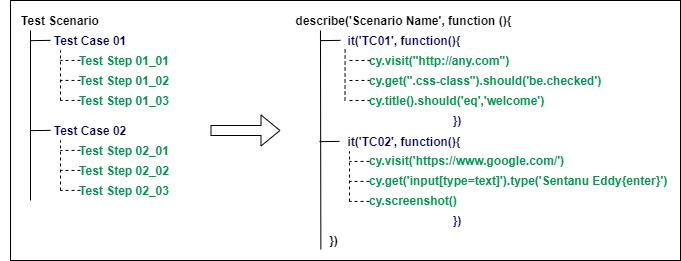 Test Scenario
Test Case 01
Test Step 01_01
Test Step 01_02
Test Step 01_03
Test Case 02
Test Step 02_01
Test Step 02_02
Test Step 02_03
describe('Scenario Name', function (){
it('TC01', function(){
cy.visit("http://any.com")
cy.get(".css-class").should('be.checked')
cy.title().should('eq','welcome')
})
it('TC02', function(){
cy.visit('https://www.google.com/')
cy.get('input[type=text]').type('Sentanu Eddy{enter}')
cy.screenshot()
})
})